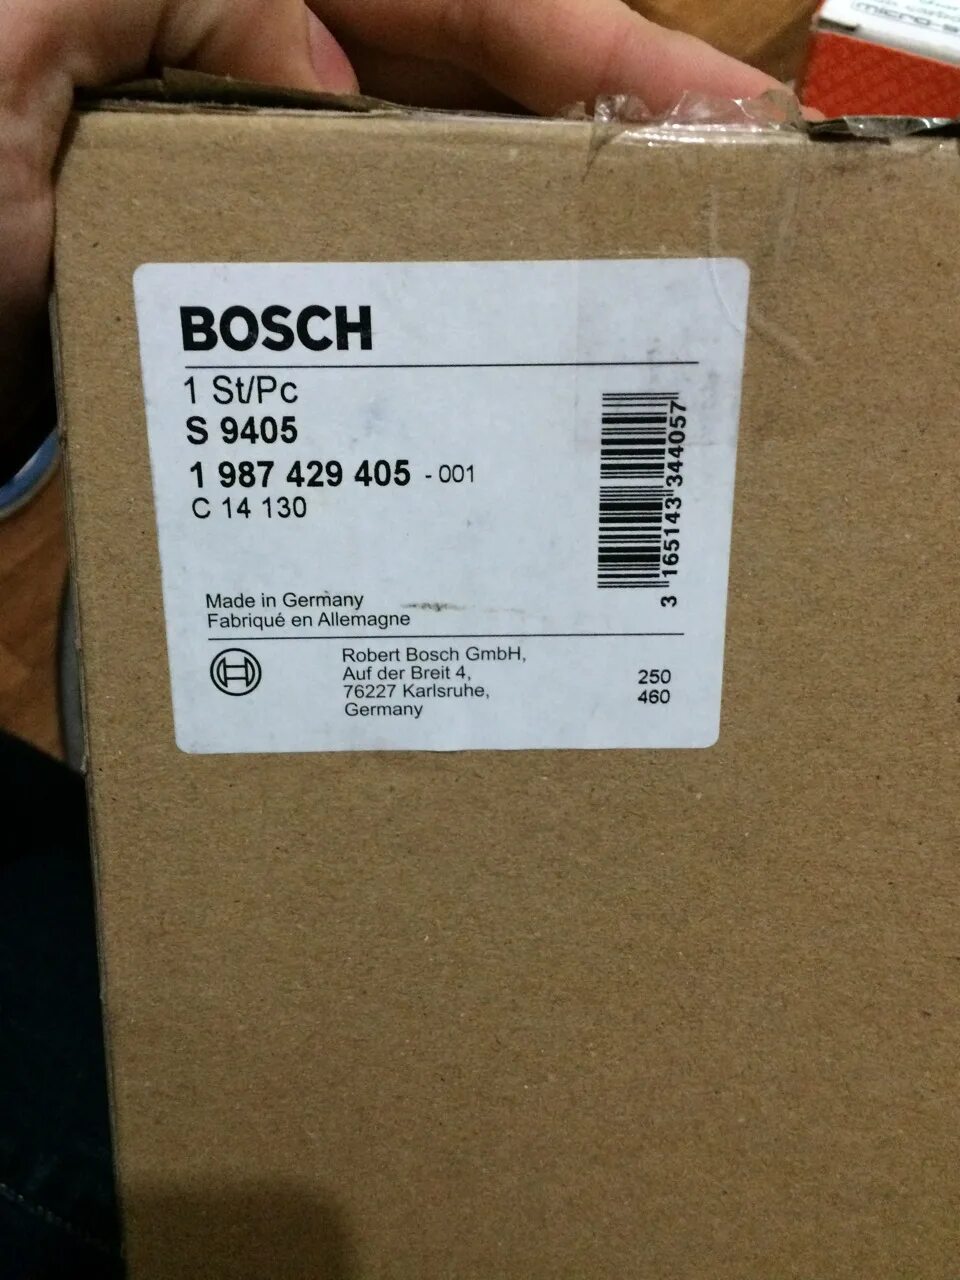 micro-s
BOSCH
1 St/Pc
S 9405
1 987 429 405 - 001
C 14 130
3 165143 344057
Made in Germany
Fabriqué en Allemagne
Robert Bosch GmbH,
Auf der Breit 4,
76227 Karlsruhe,
Germany
250
460